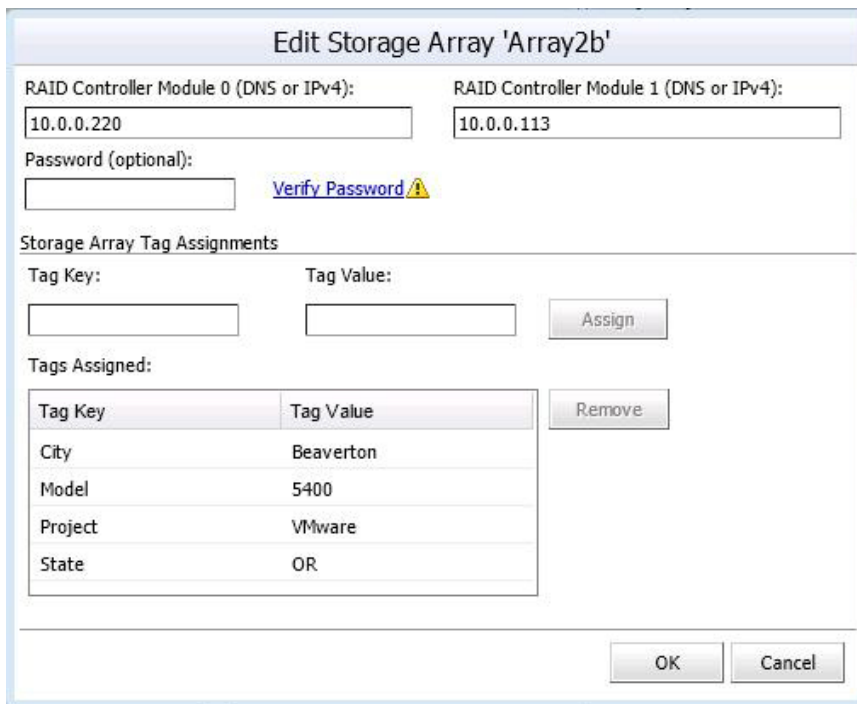 Edit Storage Array 'Array2b'
RAID Controller Module 0 (DNS or IPv4): RAID Controller Module 1 (DNS or IPv4):
10.0.0.220 10.0.0.113
Password (optional):
Verify Password
Storage Array Tag Assignments
Tag Key: Tag Value:
Assign
Tags Assigned:
Tag Key Tag Value Remove
City Beaverton
Model 5400
Project VMware
State OR
OK Cancel